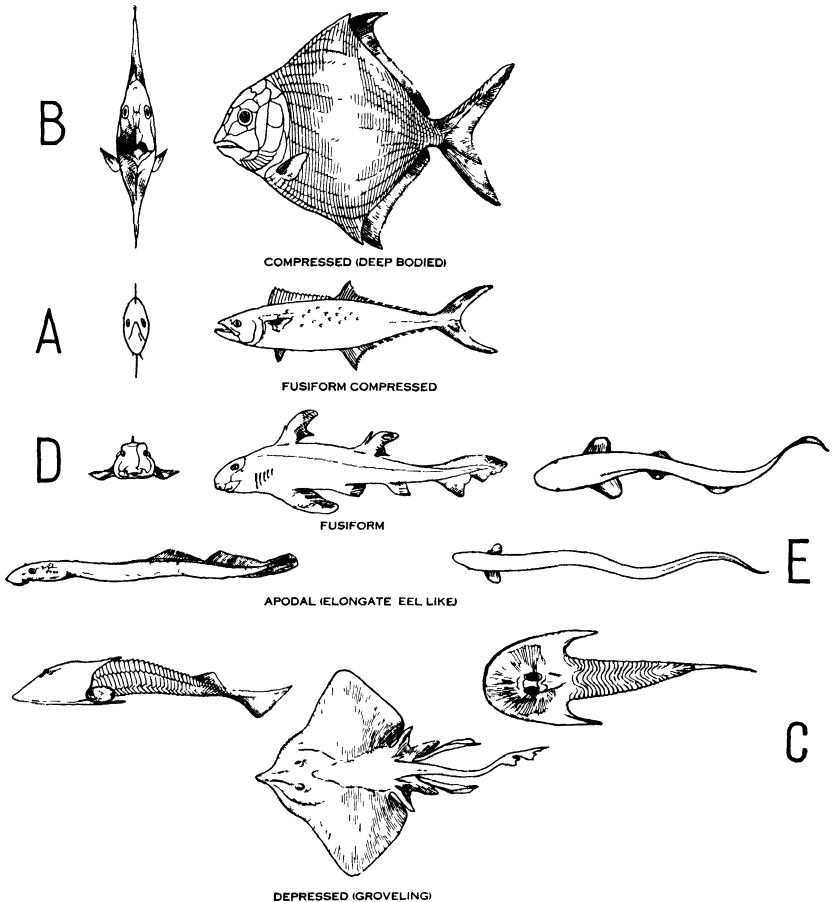 B
COMPRESSED (DEEP BODIED)
A
FUSIFORM COMPRESSED
D
FUSIFORM
E
APODAL (ELONGATE EEL LIKE)
C
DEPRESSED (GROVELING)